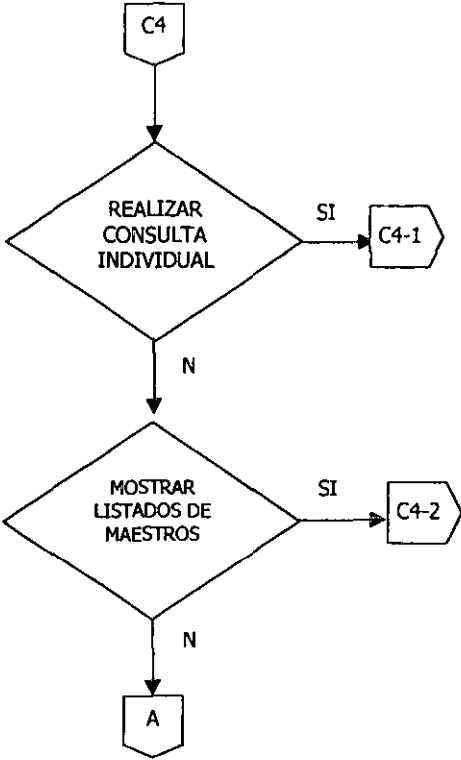 C4
REALIZAR
CONSULTA
INDIVIDUAL
SI
C4-1
N
MOSTRAR
LISTADOS DE
MAESTROS
SI
C4-2
N
A